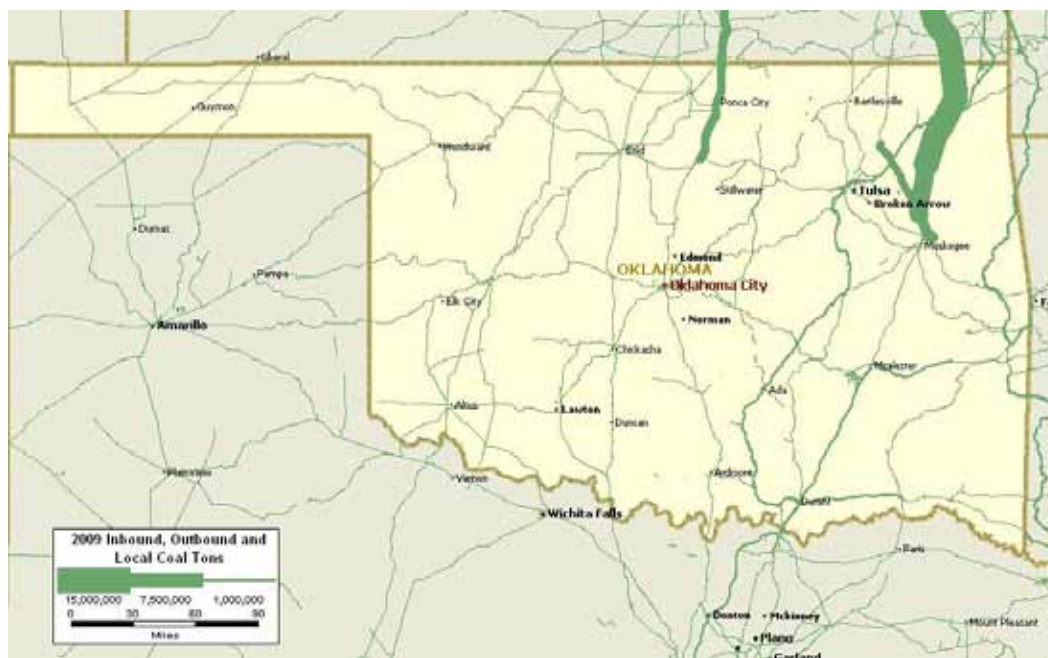 Liberal
Guymon
Ponca City
Bartlesville
Woodward
Enid
Stillwater
Tulsa
Broken Arrow
Dumas
Muskogee
Edmond
Pampa
OKLAHOMA
Oklahoma City
Elk City
Amarillo
Norman
Chickasha
Mcalester
Ada
Altus
Lawton
Duncan
Plainview
Vernon
Ardmore
Durant
Wichita Falls
2009 Inbound, Outbound and
Local Coal Tons
15,000,000 7,500,000 1,000,000
0 30 60 90
Miles
Paris
Denton
Mckinney
Mount Pleasant
Plano
Garland